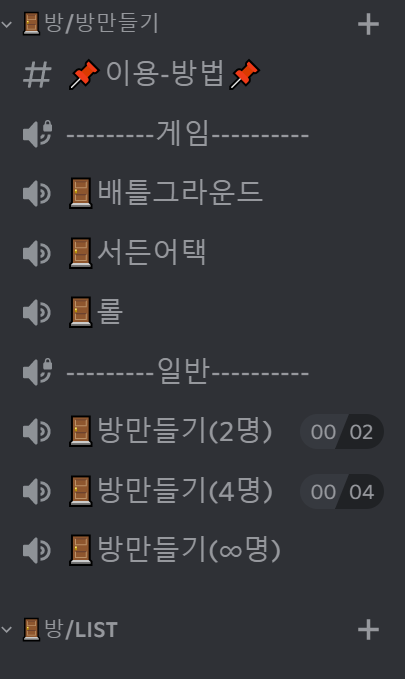 🚪방/방만들기
# 📌이용-방법📌
---------게임----------
🚪배틀그라운드
🚪서든어택
🚪롤
---------일반----------
🚪방만들기(2명) 00 02
🚪방만들기(4명) 00 04
🚪방만들기(∞명)
🚪방/LIST